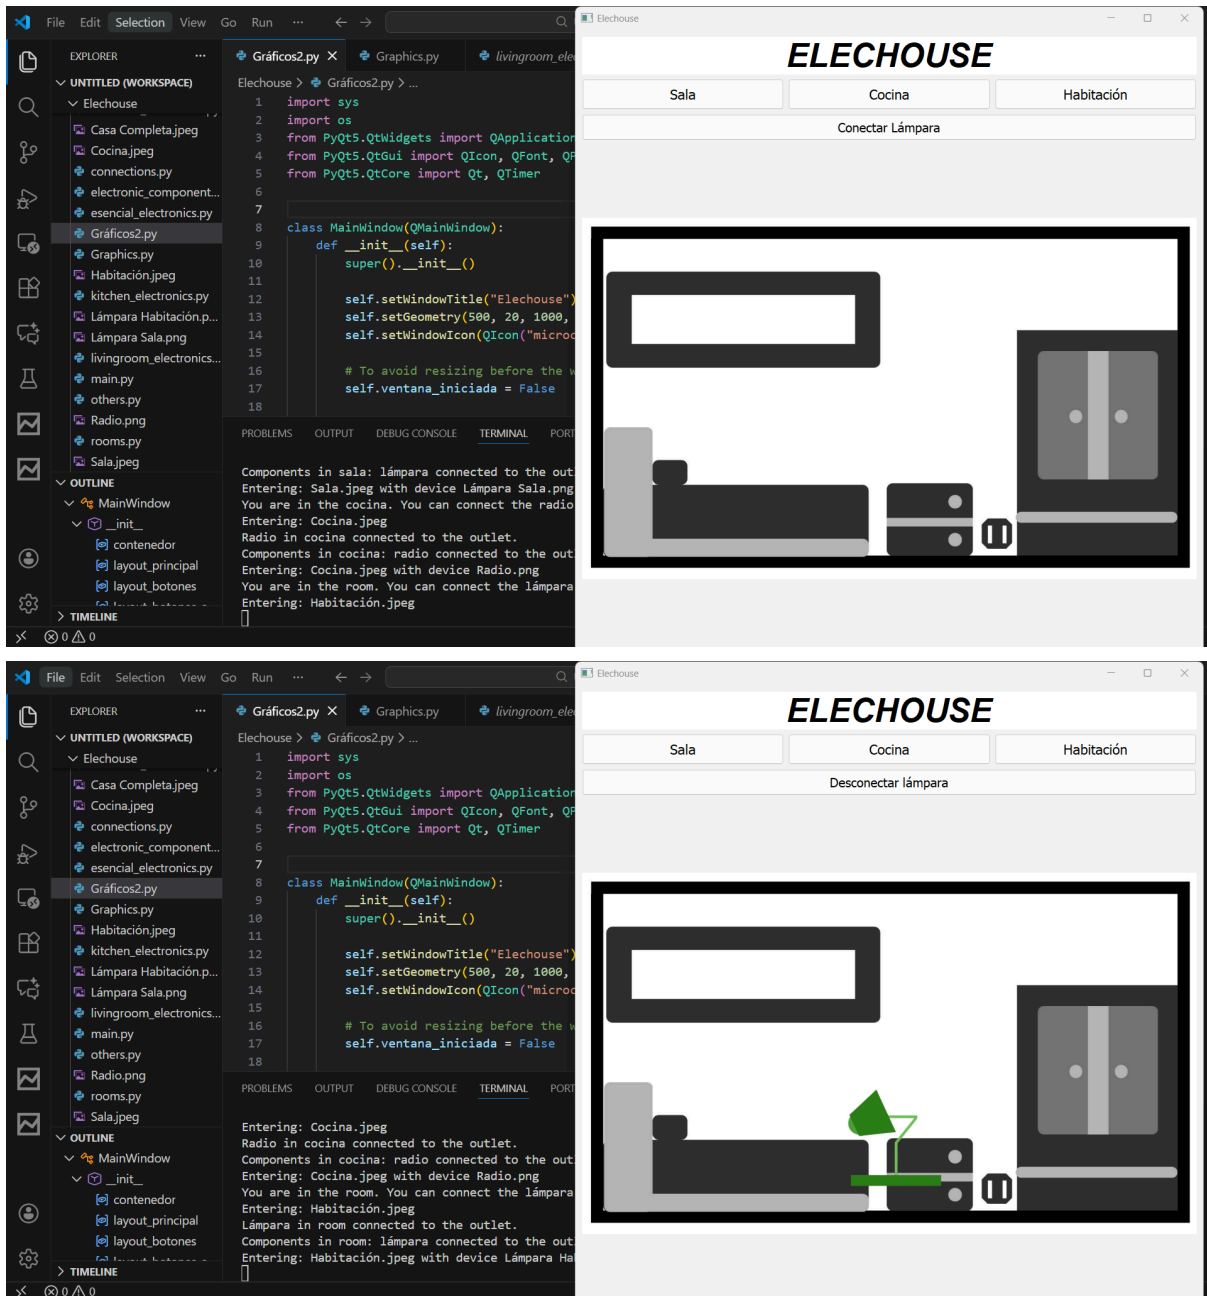 File Edit Selection View Go Run ···
Elechouse
EXPLORER ···
UNTITLED (WORKSPACE)
Elechouse
Casa Completa.jpeg
Cocina.jpeg
connections.py
electronic_component...
esencial_electronics.py
Gráficos2.py
Graphics.py
Habitación.jpeg
kitchen_electronics.py
Lámpara Habitación.p...
Lámpara Sala.png
livingroom_electronics...
main.py
others.py
Radio.png
rooms.py
Sala.jpeg
OUTLINE
MainWindow
__init__
contenedor
layout_principal
layout_botones
TIMELINE
0 0
Gráficos2.py Graphics.py livingroom_ele
Elechouse > Gráficos2.py > ...
1 import sys
2 import os
3 from PyQt5.QtWidgets import QApplication
4 from PyQt5.QtGui import QIcon, QFont, QP
5 from PyQt5.QtCore import Qt, QTimer
6
7
8 class MainWindow(QMainWindow):
9 def __init__(self):
10 super().__init__()
11
12 self.setWindowTitle("Elechouse")
13 self.setGeometry(500, 20, 1000,
14 self.setWindowIcon(QIcon("microc
15
16 # To avoid resizing before the w
17 self.ventana_iniciada = False
18
PROBLEMS OUTPUT DEBUG CONSOLE TERMINAL PORT
Components in sala: lámpara connected to the outl
Entering: Sala.jpeg with device Lámpara Sala.png
You are in the cocina. You can connect the radio
Entering: Cocina.jpeg
Radio in cocina connected to the outlet.
Components in cocina: radio connected to the out
Entering: Cocina.jpeg with device Radio.png
You are in the room. You can connect the lámpara
Entering: Habitación.jpeg
ELECHOUSE
Sala Cocina Habitación
Conectar Lámpara
File Edit Selection View Go Run ···
Elechouse
EXPLORER ···
UNTITLED (WORKSPACE)
Elechouse
Casa Completa.jpeg
Cocina.jpeg
connections.py
electronic_component...
esencial_electronics.py
Gráficos2.py
Graphics.py
Habitación.jpeg
kitchen_electronics.py
Lámpara Habitación.p...
Lámpara Sala.png
livingroom_electronics...
main.py
others.py
Radio.png
rooms.py
Sala.jpeg
OUTLINE
MainWindow
__init__
contenedor
layout_principal
layout_botones
TIMELINE
0 0
Gráficos2.py Graphics.py livingroom_ele
Elechouse > Gráficos2.py > ...
1 import sys
2 import os
3 from PyQt5.QtWidgets import QApplication
4 from PyQt5.QtGui import QIcon, QFont, QP
5 from PyQt5.QtCore import Qt, QTimer
6
7
8 class MainWindow(QMainWindow):
9 def __init__(self):
10 super().__init__()
11
12 self.setWindowTitle("Elechouse")
13 self.setGeometry(500, 20, 1000,
14 self.setWindowIcon(QIcon("microc
15
16 # To avoid resizing before the w
17 self.ventana_iniciada = False
18
PROBLEMS OUTPUT DEBUG CONSOLE TERMINAL PORT
Entering: Cocina.jpeg
Radio in cocina connected to the outlet.
Components in cocina: radio connected to the out
Entering: Cocina.jpeg with device Radio.png
You are in the room. You can connect the lámpara
Entering: Habitación.jpeg
Lámpara in room connected to the outlet.
Components in room: lámpara connected to the out
Entering: Habitación.jpeg with device Lámpara Ha
ELECHOUSE
Sala Cocina Habitación
Desconectar lámpara